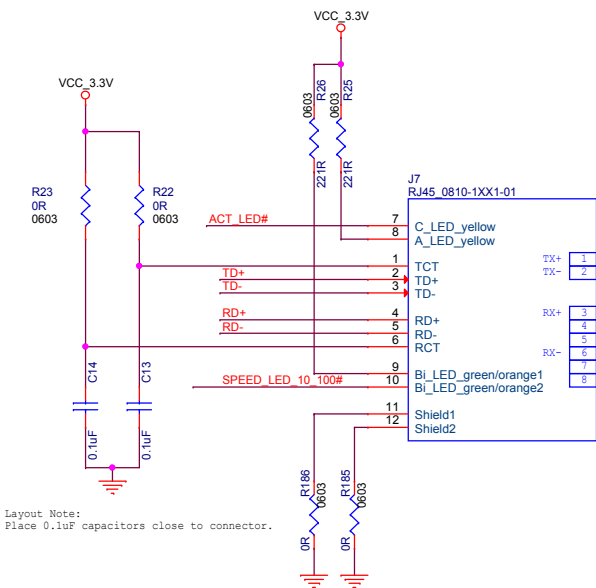 VCC_3.3V
VCC_3.3V
0603
R26
0603
R25
221R
221R
R23
0R
0603
R22
0R
0603
J7
RJ45_0810-1XX1-01
ACT_LED#
7
C_LED_yellow
8
A_LED_yellow
1
TCT
TD+
2
TD+
TD-
3
TD-
RD+
4
RD+
RD-
5
RD-
6
RCT
9
Bi_LED_green/orange1
SPEED_LED_10_100#
10
Bi_LED_green/orange2
11
Shield1
12
Shield2
TX+
1
TX-
2
RX+
3
4
5
RX-
6
7
8
C14
0.1uF
C13
0.1uF
R186
0603
0R
R185
0603
0R
Layout Note:
Place 0.1uF capacitors close to connector.